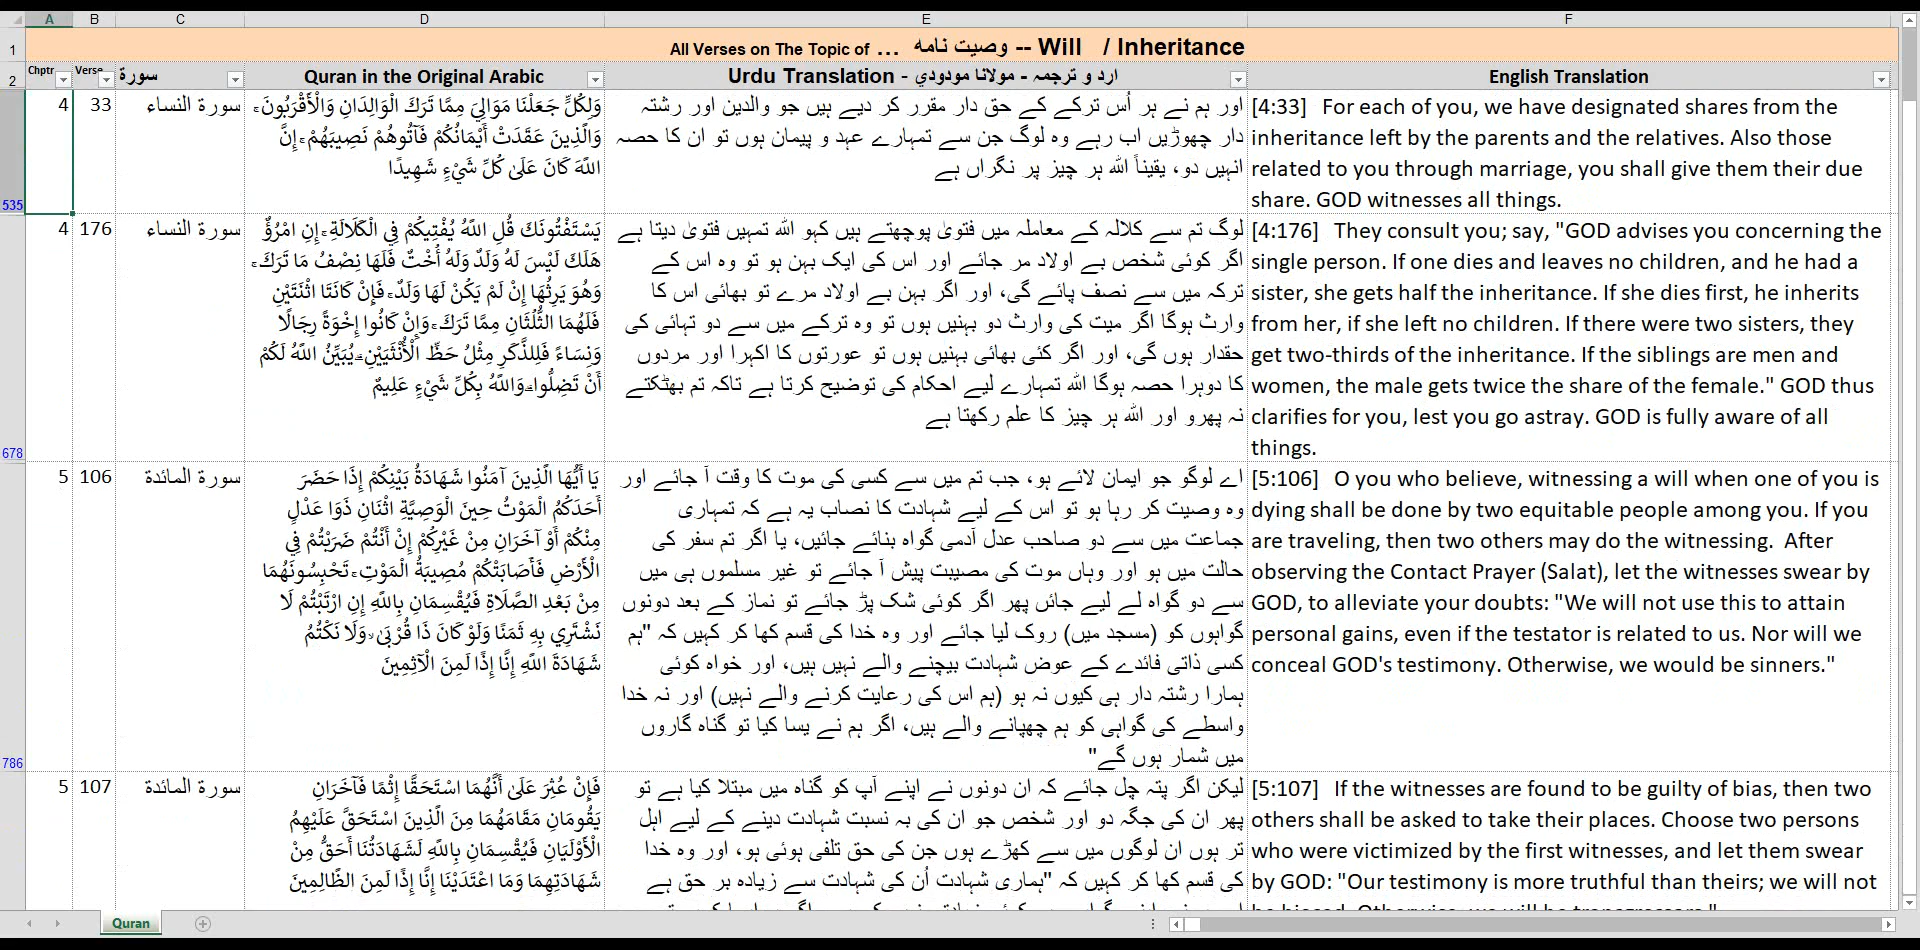 A B C D E F
1 All Verses on The Topic of ... وصیت نامه -- Will / Inheritance
2 Chptr Verse سورة Quran in the Original Arabic Urdu Translation - ارد و ترجمہ - مولانا مودودي English Translation
4 33 سورة النساء
وَلِكُلٍّ جَعَلْنَا مَوَالِيَ مِمَّا تَرَكَ الْوَالِدَانِ وَالْأَقْرَبُونَ ۚ
وَالَّذِينَ عَقَدَتْ أَيْمَانُكُمْ فَآتُوهُمْ نَصِيبَهُمْ ۚ إِنَّ
اللَّهَ كَانَ عَلَىٰ كُلِّ شَيْءٍ شَهِيدًا
اور ہم نے ہر اُس ترکے کے حق دار مقرر کر دیے ہیں جو والدین اور رشتہ
دار چھوڑیں اب رہے وہ لوگ جن سے تمہارے عہد و پیمان ہوں تو ان کا حصہ
انہیں دو، یقیناً اللہ ہر چیز پر نگراں ہے
[4:33] For each of you, we have designated shares from the
inheritance left by the parents and the relatives. Also those
related to you through marriage, you shall give them their due
share. GOD witnesses all things.
535
4 176 سورة النساء
يَسْتَفْتُونَكَ قُلِ اللَّهُ يُفْتِيكُمْ فِي الْكَلَالَةِ ۚ إِنِ امْرُؤٌ
هَلَكَ لَيْسَ لَهُ وَلَدٌ وَلَهُ أُخْتٌ فَلَهَا نِصْفُ مَا تَرَكَ ۚ
وَهُوَ يَرِثُهَا إِنْ لَمْ يَكُنْ لَهَا وَلَدٌ ۚ فَإِنْ كَانَتَا اثْنَتَيْنِ
فَلَهُمَا الثُّلُثَانِ مِمَّا تَرَكَ ۚ وَإِنْ كَانُوا إِخْوَةً رِجَالًا
وَنِسَاءً فَلِلذَّكَرِ مِثْلُ حَظِّ الْأُنْثَيَيْنِ ۗ يُبَيِّنُ اللَّهُ لَكُمْ
أَنْ تَضِلُّوا ۗ وَاللَّهُ بِكُلِّ شَيْءٍ عَلِيمٌ
لوگ تم سے کلالہ کے معاملہ میں فتویٰ پوچھتے ہیں کہو اللہ تمہیں فتویٰ دیتا ہے
اگر کوئی شخص بے اولاد مر جائے اور اس کی ایک بہن ہو تو وہ اس کے
ترکہ میں سے نصف پائے گی، اور اگر بہن بے اولاد مرے تو بھائی اس کا
وارث ہوگا اگر میت کی وارث دو بہنیں ہوں تو وہ ترکے میں سے دو تہائی کی
حقدار ہوں گی، اور اگر کئی بھائی بہنیں ہوں تو عورتوں کا اکہرا اور مردوں
کا دوہرا حصہ ہوگا اللہ تمہارے لیے احکام کی توضیح کرتا ہے تاکہ تم بھٹکتے
نہ پھرو اور اللہ ہر چیز کا علم رکھتا ہے
[4:176] They consult you; say, "GOD advises you concerning the
single person. If one dies and leaves no children, and he had a
sister, she gets half the inheritance. If she dies first, he inherits
from her, if she left no children. If there were two sisters, they
get two-thirds of the inheritance. If the siblings are men and
women, the male gets twice the share of the female." GOD thus
clarifies for you, lest you go astray. GOD is fully aware of all
things.
678
5 106 سورة المائدة
يَا أَيُّهَا الَّذِينَ آمَنُوا شَهَادَةُ بَيْنِكُمْ إِذَا حَضَرَ
أَحَدَكُمُ الْمَوْتُ حِينَ الْوَصِيَّةِ اثْنَانِ ذَوَا عَدْلٍ
مِنْكُمْ أَوْ آخَرَانِ مِنْ غَيْرِكُمْ إِنْ أَنْتُمْ ضَرَبْتُمْ فِي
الْأَرْضِ فَأَصَابَتْكُمْ مُصِيبَةُ الْمَوْتِ ۚ تَحْبِسُونَهُمَا
مِنْ بَعْدِ الصَّلَاةِ فَيُقْسِمَانِ بِاللَّهِ إِنِ ارْتَبْتُمْ لَا
نَشْتَرِي بِهِ ثَمَنًا وَلَوْ كَانَ ذَا قُرْبَىٰ ۙ وَلَا نَكْتُمُ
شَهَادَةَ اللَّهِ إِنَّا إِذًا لَمِنَ الْآثِمِينَ
اے لوگو جو ایمان لائے ہو، جب تم میں سے کسی کی موت کا وقت آ جائے اور
وہ وصیت کر رہا ہو تو اس کے لیے شہادت کا نصاب یہ ہے کہ تمہاری
جماعت میں سے دو صاحب عدل آدمی گواہ بنائے جائیں، یا اگر تم سفر کی
حالت میں ہو اور وہاں موت کی مصیبت پیش آ جائے تو غیر مسلموں ہی میں
سے دو گواہ لے لیے جائں پھر اگر کوئی شک پڑ جائے تو نماز کے بعد دونوں
گواہوں کو (مسجد میں) روک لیا جائے اور وہ خدا کی قسم کھا کر کہیں کہ "ہم
کسی ذاتی فائدے کے عوض شہادت بیچنے والے نہیں ہیں، اور خواہ کوئی
ہمارا رشتہ دار ہی کیوں نہ ہو (ہم اس کی رعایت کرنے والے نہیں) اور نہ خدا
واسطے کی گواہی کو ہم چھپانے والے ہیں، اگر ہم نے یسا کیا تو گناہ گاروں
میں شمار ہوں گے"
[5:106] O you who believe, witnessing a will when one of you is
dying shall be done by two equitable people among you. If you
are traveling, then two others may do the witnessing. After
observing the Contact Prayer (Salat), let the witnesses swear by
GOD, to alleviate your doubts: "We will not use this to attain
personal gains, even if the testator is related to us. Nor will we
conceal GOD's testimony. Otherwise, we would be sinners."
786
5 107 سورة المائدة
فَإِنْ عُثِرَ عَلَىٰ أَنَّهُمَا اسْتَحَقَّا إِثْمًا فَآخَرَانِ
يَقُومَانِ مَقَامَهُمَا مِنَ الَّذِينَ اسْتَحَقَّ عَلَيْهِمُ
الْأَوْلَيَانِ فَيُقْسِمَانِ بِاللَّهِ لَشَهَادَتُنَا أَحَقُّ مِنْ
شَهَادَتِهِمَا وَمَا اعْتَدَيْنَا إِنَّا إِذًا لَمِنَ الظَّالِمِينَ
لیکن اگر پتہ چل جائے کہ ان دونوں نے اپنے آپ کو گناہ میں مبتلا کیا ہے تو
پھر ان کی جگہ دو اور شخص جو ان کی بہ نسبت شہادت دینے کے لیے اہل
تر ہوں ان لوگوں میں سے کھڑے ہوں جن کی حق تلفی ہوئی ہو، اور وہ خدا
کی قسم کھا کر کہیں کہ "ہماری شہادت اُن کی شہادت سے زیادہ بر حق ہے
[5:107] If the witnesses are found to be guilty of bias, then two
others shall be asked to take their places. Choose two persons
who were victimized by the first witnesses, and let them swear
by GOD: "Our testimony is more truthful than theirs; we will not
Quran